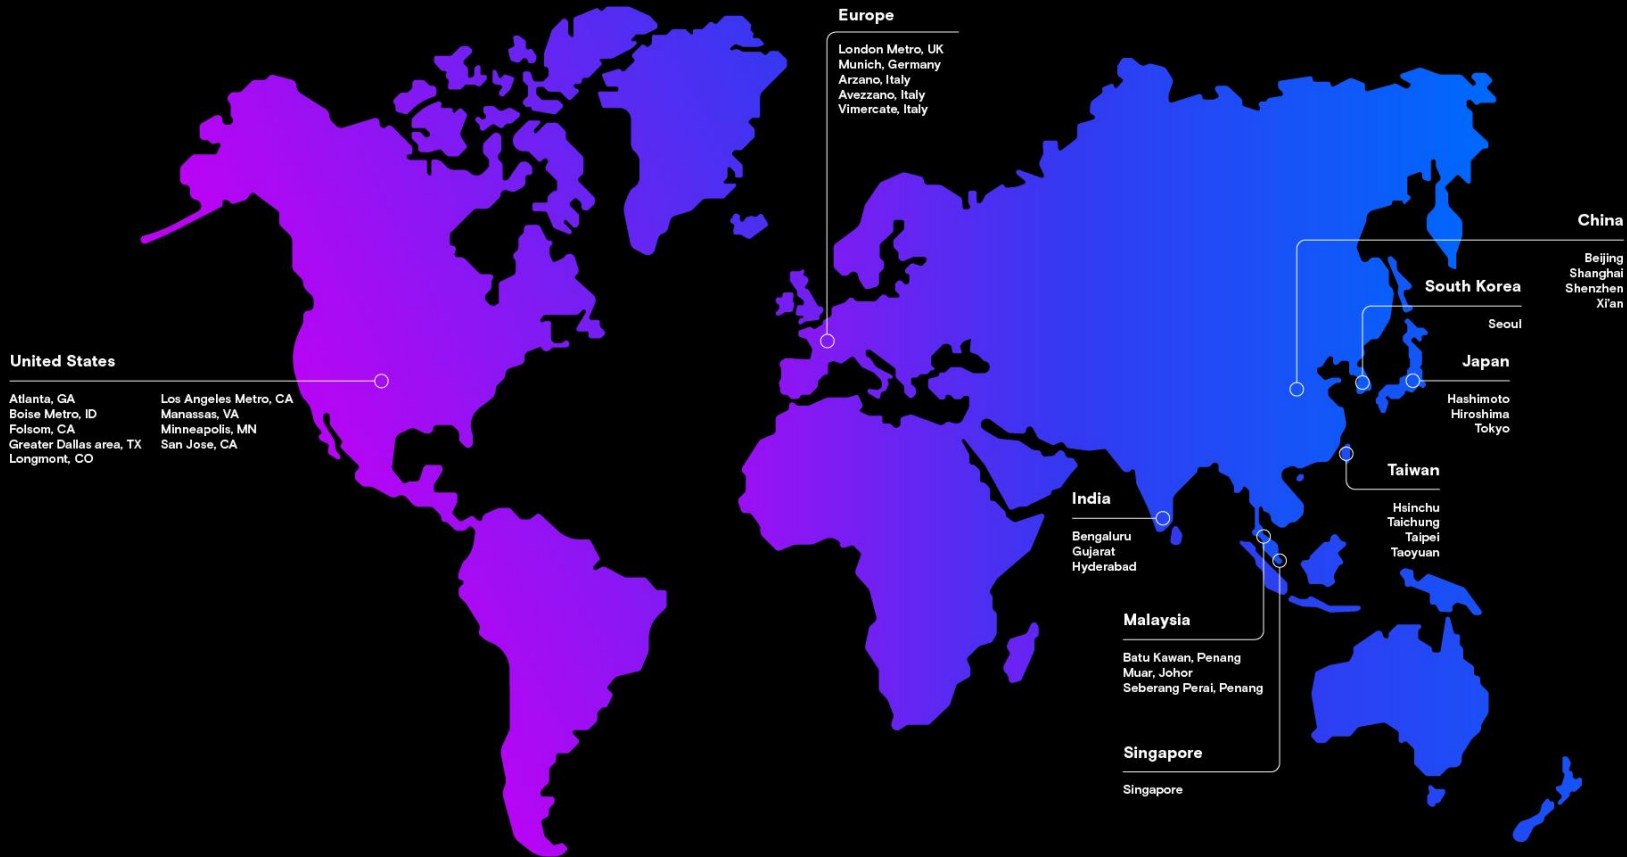 Europe
London Metro, UK
Munich, Germany
Arzano, Italy
Avezzano, Italy
Vimercate, Italy
China
Beijing
Shanghai
Shenzhen
Xi'an
South Korea
Seoul
Japan
Hashimoto
Hiroshima
Tokyo
United States
Atlanta, GA
Boise Metro, ID
Folsom, CA
Greater Dallas area, TX
Longmont, CO
Los Angeles Metro, CA
Manassas, VA
Minneapolis, MN
San Jose, CA
Taiwan
Hsinchu
Taichung
Taipei
Taoyuan
India
Bengaluru
Gujarat
Hyderabad
Malaysia
Batu Kawan, Penang
Muar, Johor
Seberang Perai, Penang
Singapore
Singapore